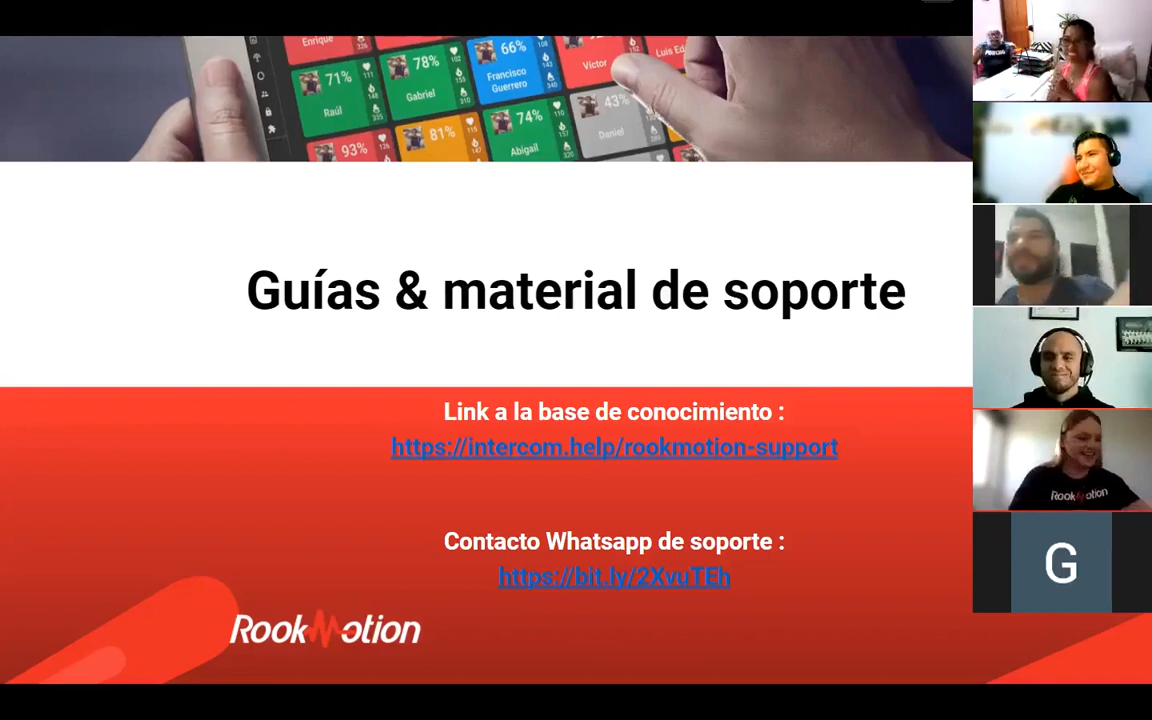 Enrique
71%
Raúl
78%
Gabriel
66%
Francisco
Guerrero
Víctor
Luis
93%
81%
74%
Abigail
43%
Daniel
Guías & material de soporte
Link a la base de conocimiento :
https://intercom.help/rookmotion-support
Contacto Whatsapp de soporte :
https://bit.ly/2XvuTEh
RookMotion
RookMotion
G